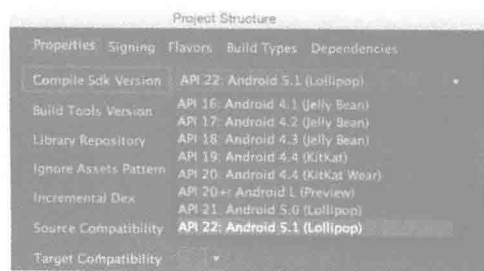 Project Structure
Properties Signing Flavors Build Types Dependencies
Compile Sdk Version API 22: Android 5.1 (Lollipop)
API 16: Android 4.1 (Jelly Bean)
Build Tools Version API 17: Android 4.2 (Jelly Bean)
API 18: Android 4.3 (Jelly Bean)
Library Repository API 19: Android 4.4 (KitKat)
Ignore Assets Pattern API 20: Android 4.4 (KitKat Wear)
API 20+: Android L (Preview)
Incremental Dex API 21: Android 5.0 (Lollipop)
Source Compatibility API 22: Android 5.1 (Lollipop)
Target Compatibility